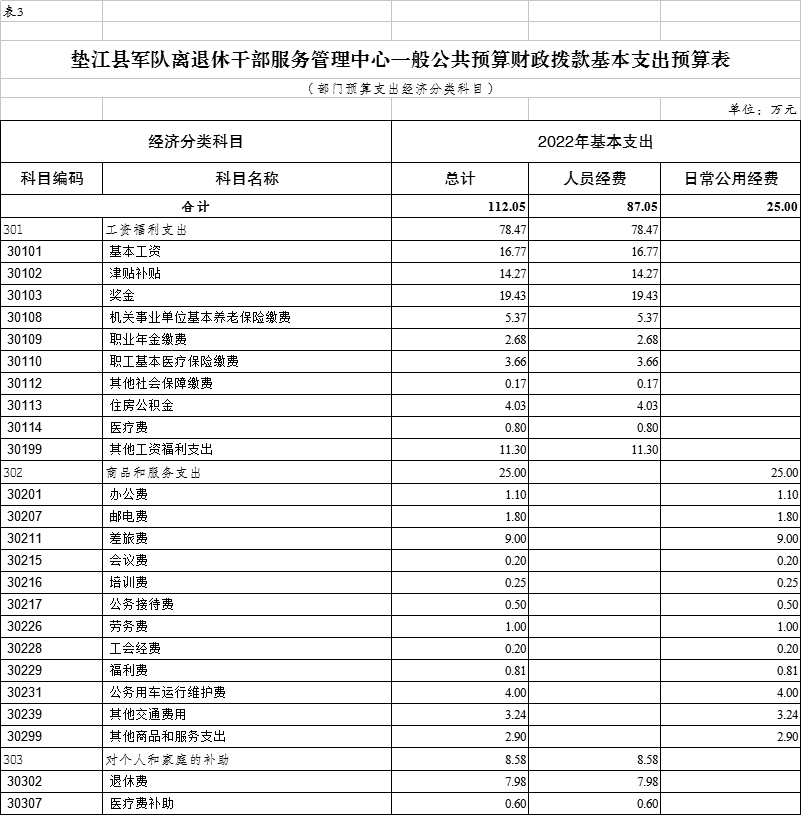 表3
垫江县军队离退休干部服务管理中心一般公共预算财政拨款基本支出预算表
（部门预算支出经济分类科目）
单位：万元
经济分类科目 2022年基本支出
科目编码 科目名称 总计 人员经费 日常公用经费
合计 112.05 87.05 25.00
301 工资福利支出 78.47 78.47
30101 基本工资 16.77 16.77
30102 津贴补贴 14.27 14.27
30103 奖金 19.43 19.43
30108 机关事业单位基本养老保险缴费 5.37 5.37
30109 职业年金缴费 2.68 2.68
30110 职工基本医疗保险缴费 3.66 3.66
30112 其他社会保障缴费 0.17 0.17
30113 住房公积金 4.03 4.03
30114 医疗费 0.80 0.80
30199 其他工资福利支出 11.30 11.30
302 商品和服务支出 25.00 25.00
30201 办公费 1.10 1.10
30207 邮电费 1.80 1.80
30211 差旅费 9.00 9.00
30215 会议费 0.20 0.20
30216 培训费 0.25 0.25
30217 公务接待费 0.50 0.50
30226 劳务费 1.00 1.00
30228 工会经费 0.20 0.20
30229 福利费 0.81 0.81
30231 公务用车运行维护费 4.00 4.00
30239 其他交通费用 3.24 3.24
30299 其他商品和服务支出 2.90 2.90
303 对个人和家庭的补助 8.58 8.58
30302 退休费 7.98 7.98
30307 医疗费补助 0.60 0.60